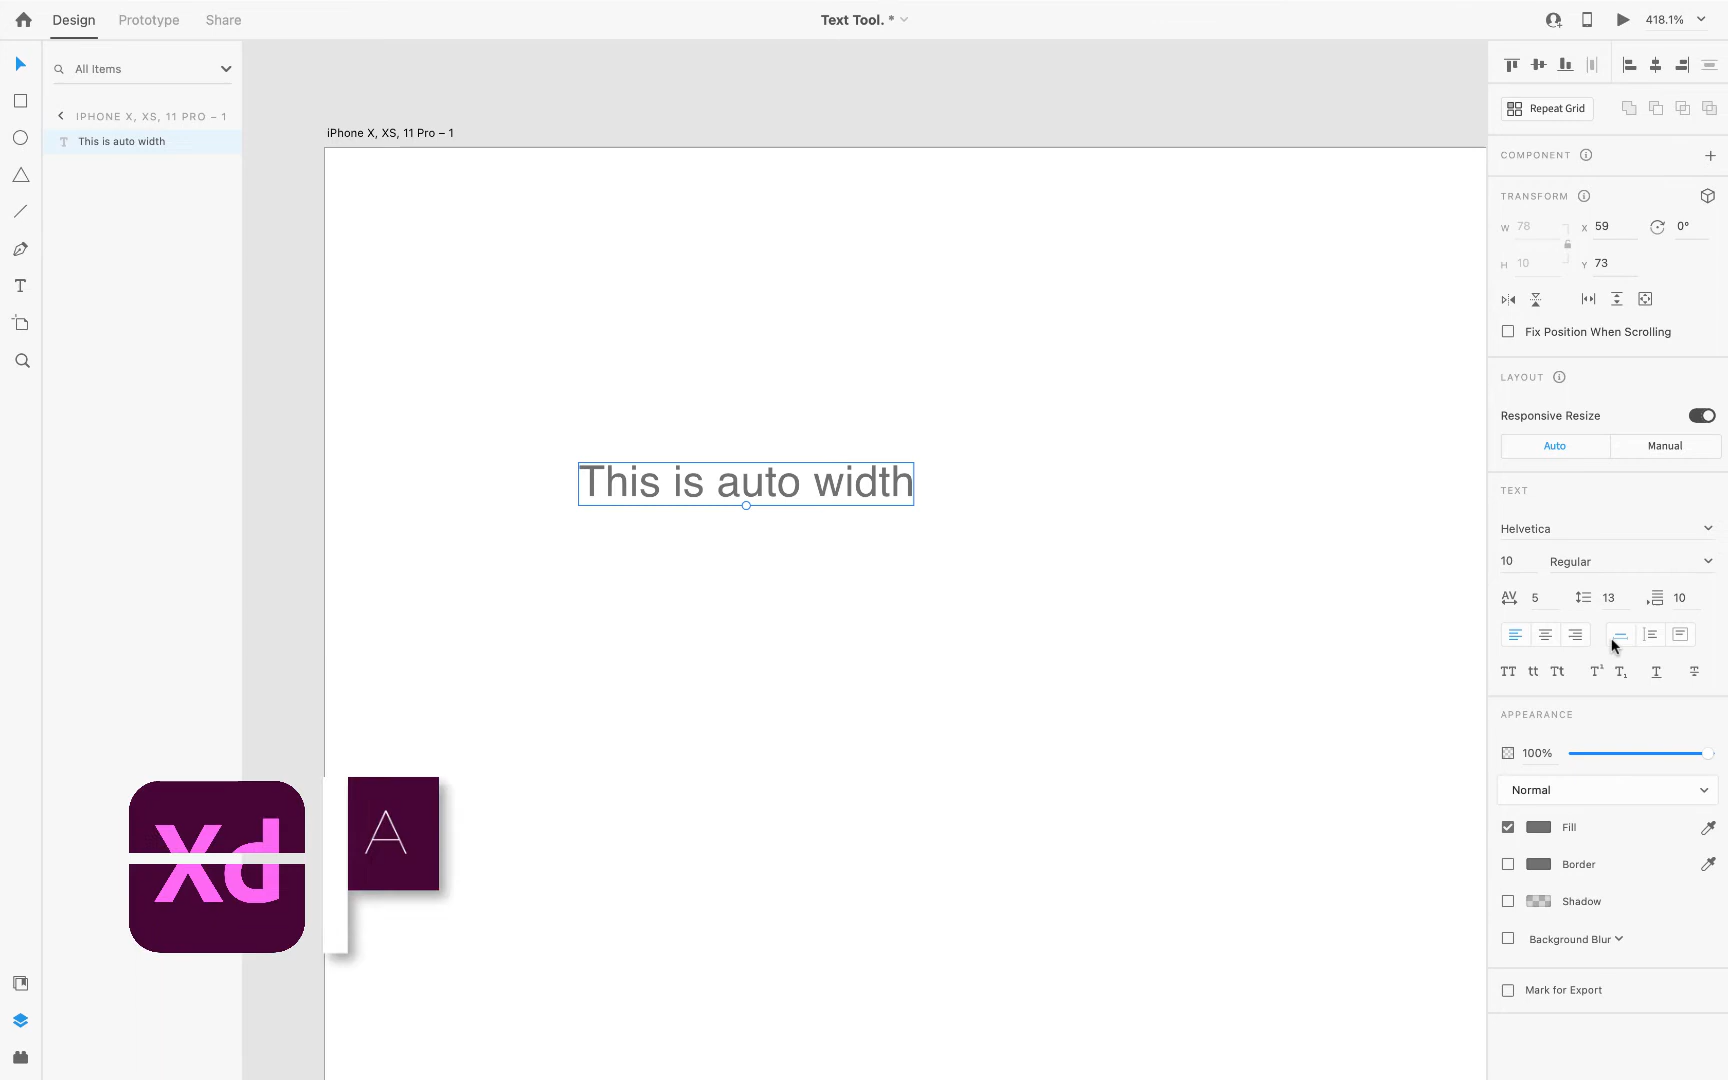 Design Prototype Share
Text Tool. *
418.1%
All Items
IPHONE X, XS, 11 PRO – 1
T This is auto width
iPhone X, XS, 11 Pro – 1
This is auto width
Xd
A
Repeat Grid
COMPONENT
TRANSFORM
W 78 X 59 0°
H 10 Y 73
Fix Position When Scrolling
LAYOUT
Responsive Resize
Auto Manual
TEXT
Helvetica
10 Regular
AV 5 13 10
TT tt Tt T¹ T₁ T T
APPEARANCE
100%
Normal
Fill
Border
Shadow
Background Blur
Mark for Export